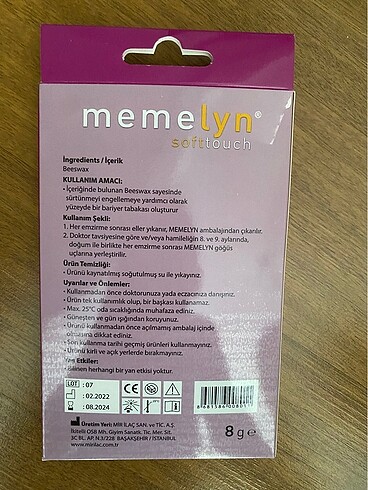 memelyn®
softtouch
Ingredients / İçerik
Beeswax
KULLANIM AMACI:
• İçeriğinde bulunan Beeswax sayesinde
sürtünmeyi engellemeye yardımcı olarak
yüzeyde bir bariyer tabakası oluşturur
Kullanım Şekli:
1. Her emzirme sonrası eller yıkanır, MEMELYN ambalajından çıkarılır.
2. Doktor tavsiyesine göre ve/veya hamileliğin 8. ve 9. aylarında,
doğum ile birlikte her emzirme sonrası MEMELYN göğüs
uçlarına yerleştirilir.
Ürün Temizliği:
• Ürünü kaynatılmış soğutulmuş su ile yıkayınız.
Uyarılar ve Önlemler:
• Kullanmadan önce doktorunuza yada eczacınıza danışınız.
• Ürün tek kullanımlık olup, bir başkası kullanamaz.
• Max. 25°C oda sıcaklığında muhafaza ediniz.
• Güneşten ve gün ışığından koruyunuz.
• Ürünü kullanmadan önce açılmamış ambalaj içinde
olmasına dikkat ediniz.
• Son kullanma tarihi geçmiş ürünleri kullanmayınız.
• Ürünü kirli ve açık yerlerde bırakmayınız.
Yan Etkiler:
• Bilinen herhangi bir yan etkisi yoktur.
LOT : 07
: 02.2022
: 08.2024
CE
8 g e
Üretim Yeri: MİR İLAÇ SAN. ve TİC. A.Ş
İkitelli OSB Mh. Giyim Sanatk. Tic. Mer. Sit.
3C BL. AP. N.3/228 BAŞAKŞEHİR / İSTANBUL
www.mirilac.com.tr